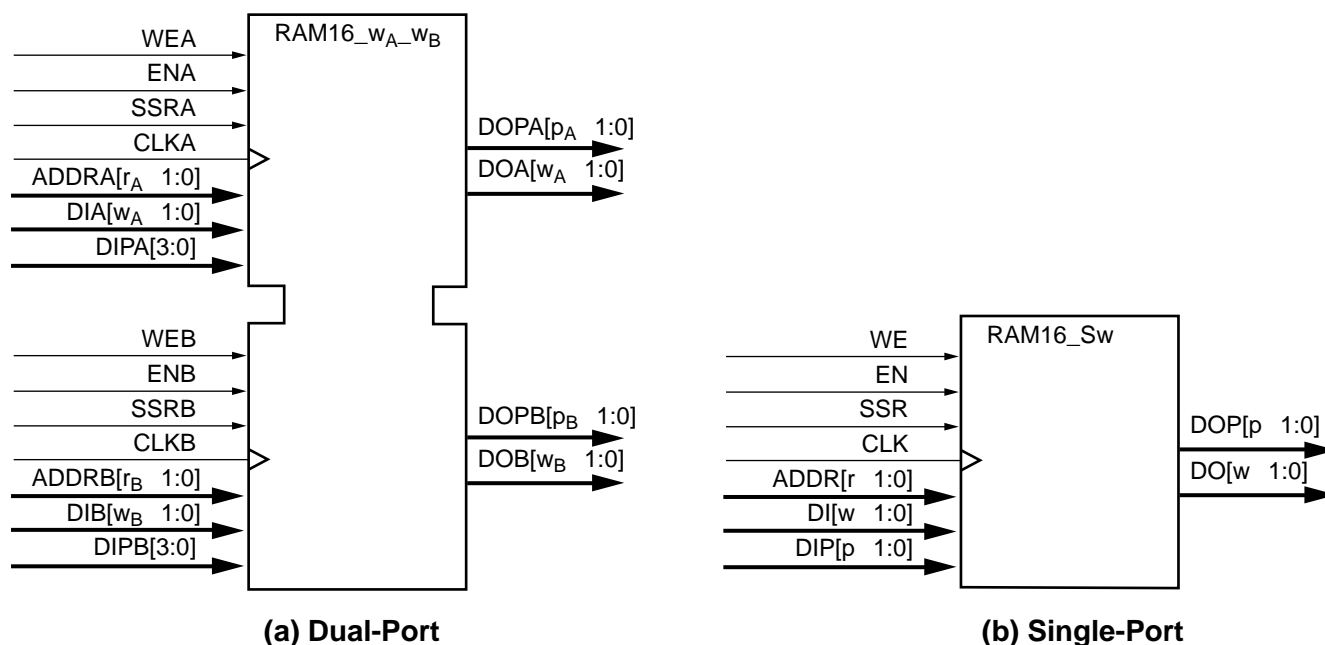 RAM16_wA_wB
WEA
ENA
SSRA
CLKA
ADDRA[rA 1:0]
DIA[wA 1:0]
DIPA[3:0]
DOPA[pA 1:0]
DOA[wA 1:0]
WEB
ENB
SSRB
CLKB
ADDRB[rB 1:0]
DIB[wB 1:0]
DIPB[3:0]
DOPB[pB 1:0]
DOB[wB 1:0]
(a) Dual-Port
RAM16_Sw
WE
EN
SSR
CLK
ADDR[r 1:0]
DI[w 1:0]
DIP[p 1:0]
DOP[p 1:0]
DO[w 1:0]
(b) Single-Port